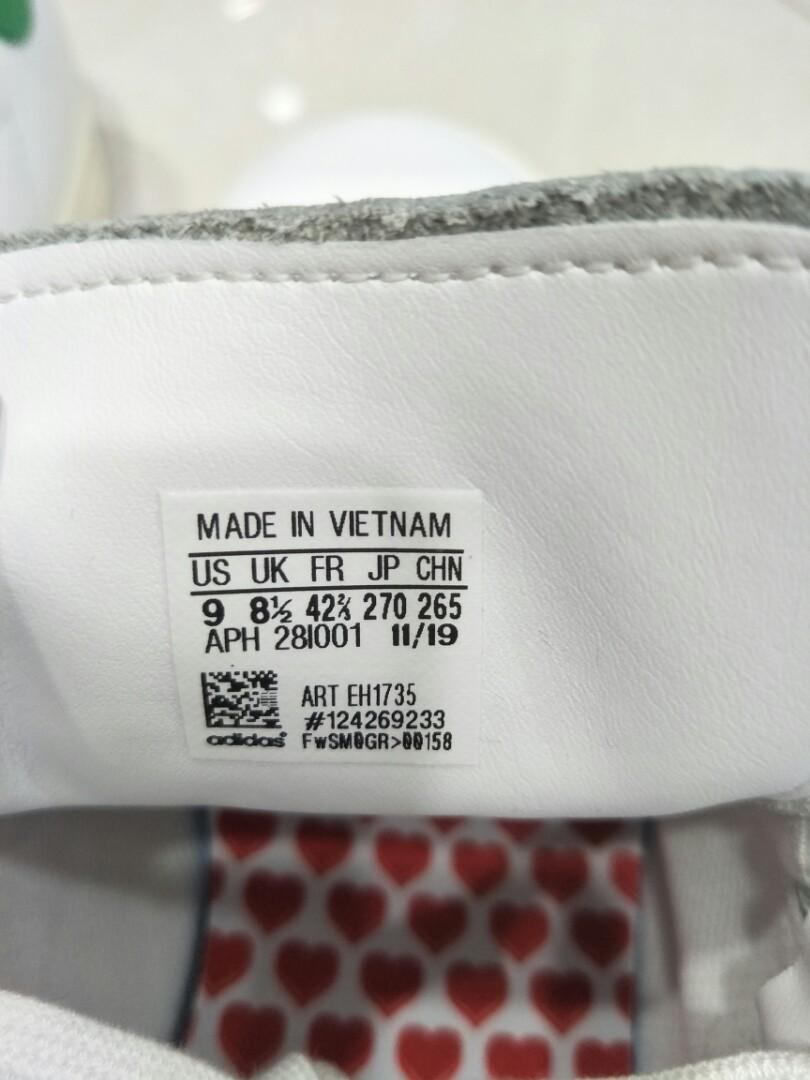 MADE IN VIETNAM
US UK FR JP CHN
9 8½ 42⅔ 270 265
APH 28I001 11/19
ART EH1735
#124269233
adidas FwSM0GR>00158